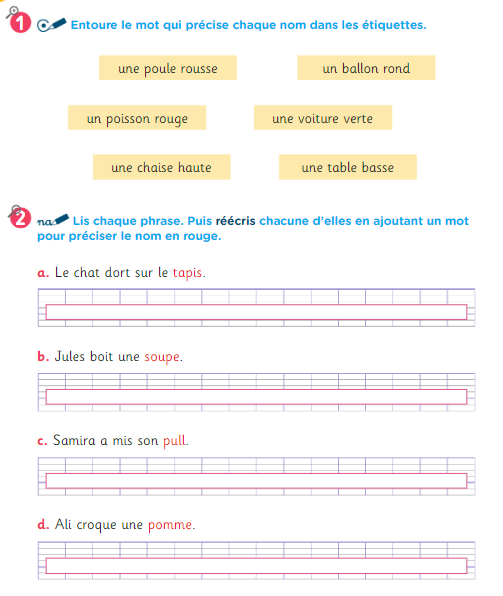 1 Entoure le mot qui précise chaque nom dans les étiquettes.
une poule rousse
un ballon rond
un poisson rouge
une voiture verte
une chaise haute
une table basse
2 na Lis chaque phrase. Puis réécris chacune d'elles en ajoutant un mot
pour préciser le nom en rouge.
a. Le chat dort sur le tapis.
b. Jules boit une soupe.
c. Samira a mis son pull.
d. Ali croque une pomme.